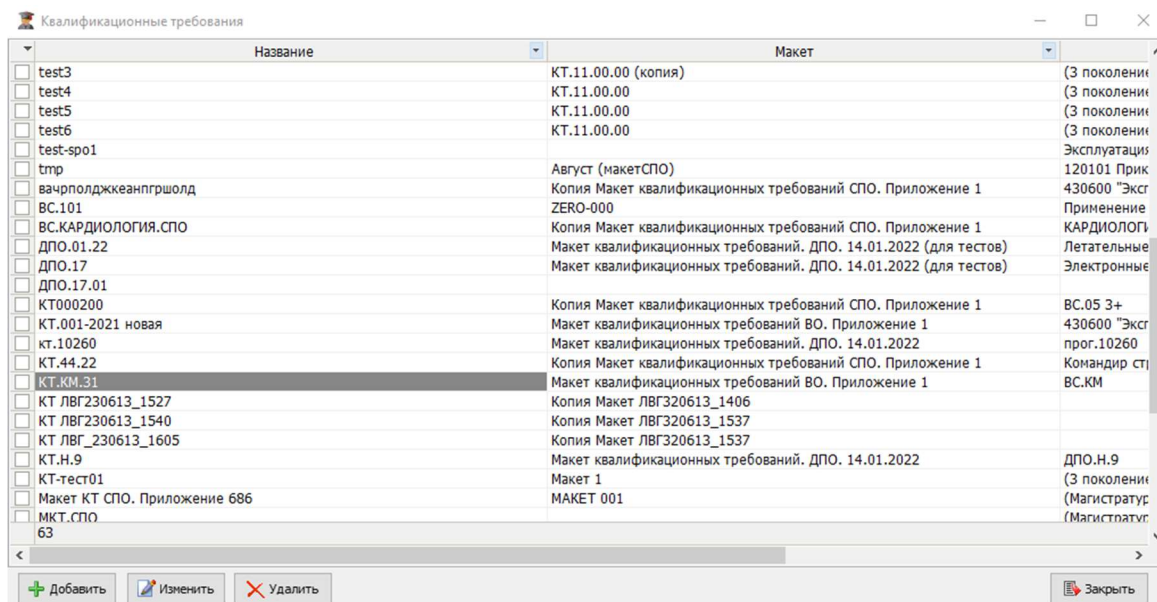 Квалификационные требования
Название Макет
test3 КТ.11.00.00 (копия) (3 поколение
test4 КТ.11.00.00 (3 поколение
test5 КТ.11.00.00 (3 поколение
test6 КТ.11.00.00 (3 поколение
test-spo1 Эксплуатация
tmp Август (макетСПО) 120101 Прик
вачрполджкеанпгршолд Копия Макет квалификационных требований СПО. Приложение 1 430600 "Эксп
ВС.101 ZERO-000 Применение
ВС.КАРДИОЛОГИЯ.СПО Копия Макет квалификационных требований СПО. Приложение 1 КАРДИОЛОГИ
ДПО.01.22 Макет квалификационных требований. ДПО. 14.01.2022 (для тестов) Летательные
ДПО.17 Макет квалификационных требований. ДПО. 14.01.2022 (для тестов) Электронные
ДПО.17.01
КТ000200 Копия Макет квалификационных требований СПО. Приложение 1 ВС.05 3+
КТ.001-2021 новая Макет квалификационных требований ВО. Приложение 1 430600 "Эксп
кт.10260 Макет квалификационных требований. ДПО. 14.01.2022 прог.10260
КТ.44.22 Копия Макет квалификационных требований СПО. Приложение 1 Командир стр
КТ.КМ.31 Макет квалификационных требований ВО. Приложение 1 ВС.КМ
КТ ЛВГ230613_1527 Копия Макет ЛВГ320613_1406
КТ ЛВГ230613_1540 Копия Макет ЛВГ320613_1537
КТ ЛВГ_230613_1605 Копия Макет ЛВГ320613_1537
КТ.Н.9 Макет квалификационных требований. ДПО. 14.01.2022 ДПО.Н.9
КТ-тест01 Макет 1 (3 поколение
Макет КТ СПО. Приложение 686 МАКЕТ 001 (Магистратур
МКТ.СПО (Магистратур
63
Добавить Изменить Удалить Закрыть